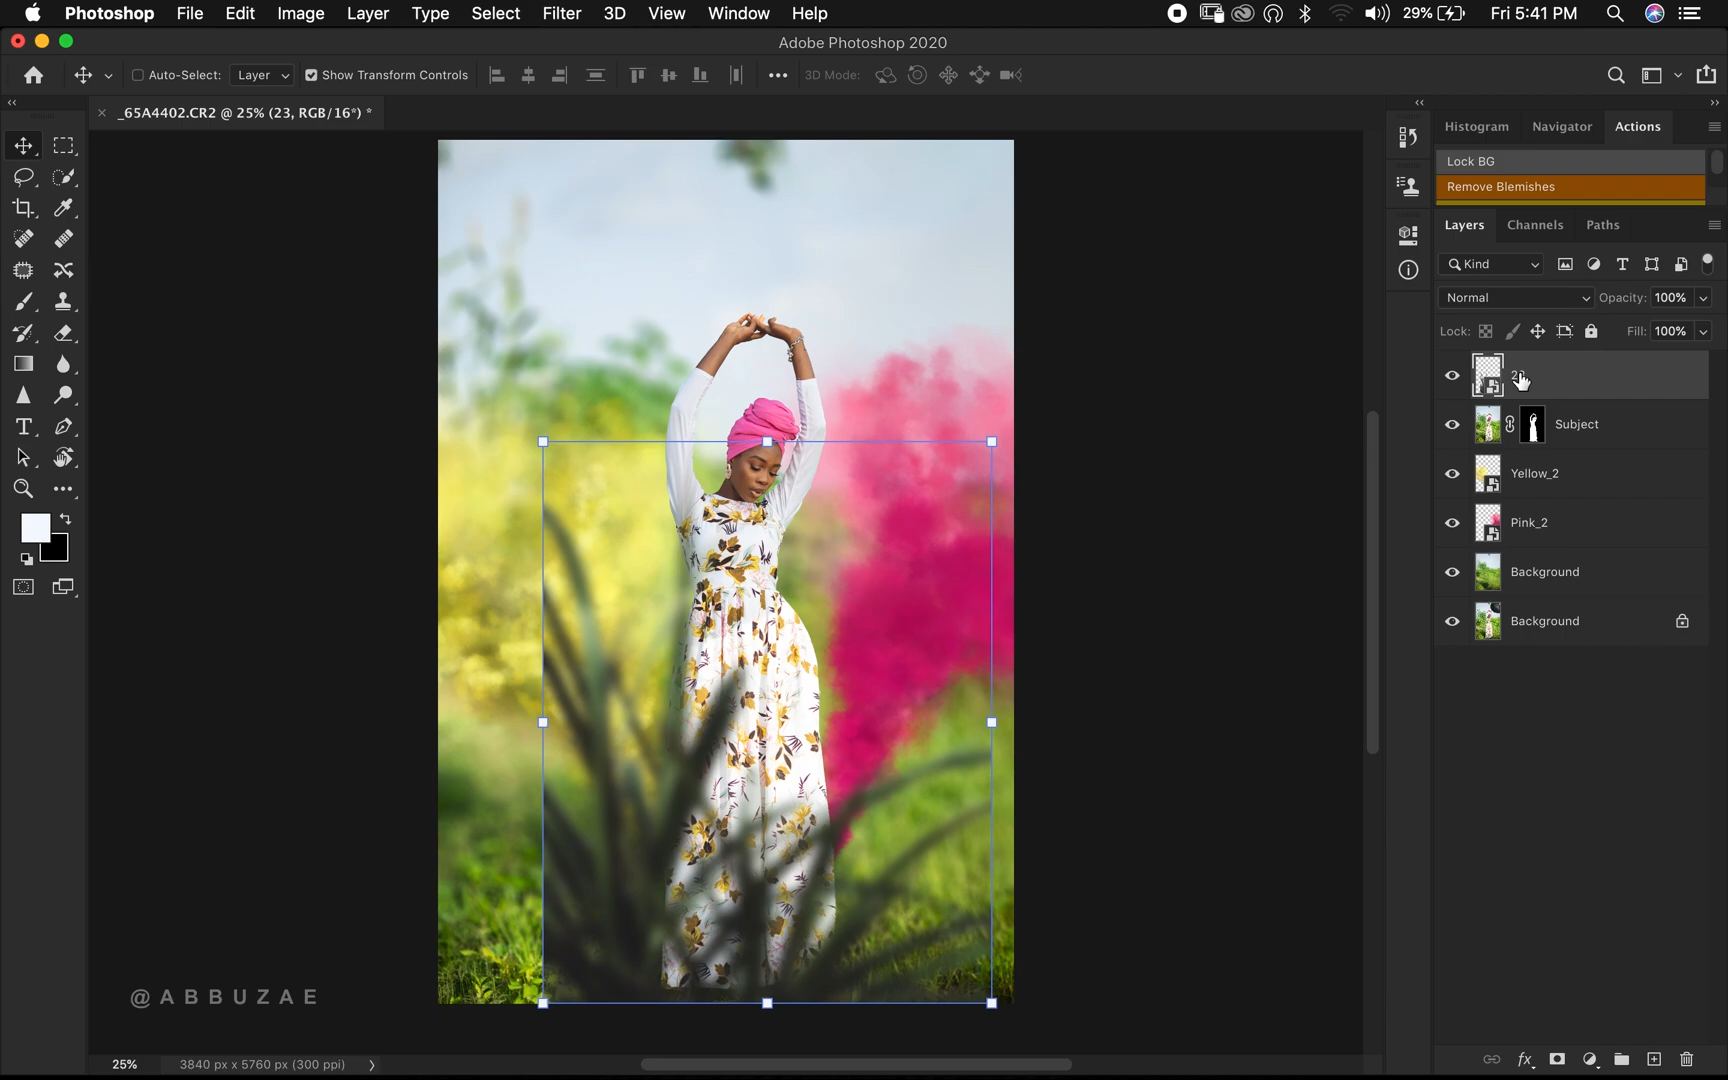 Photoshop File Edit Image Layer Type Select Filter 3D View Window Help 29% Fri 5:41 PM
Adobe Photoshop 2020
Auto-Select: Layer Show Transform Controls 3D Mode:
_65A4402.CR2 @ 25% (23, RGB/16*) *
Histogram Navigator Actions
Lock BG
Remove Blemishes
Layers Channels Paths
Kind
Normal Opacity: 100%
Lock: Fill: 100%
Subject
Yellow_2
Pink_2
Background
Background
@ABBUZAE
25% 3840 px x 5760 px (300 ppi)